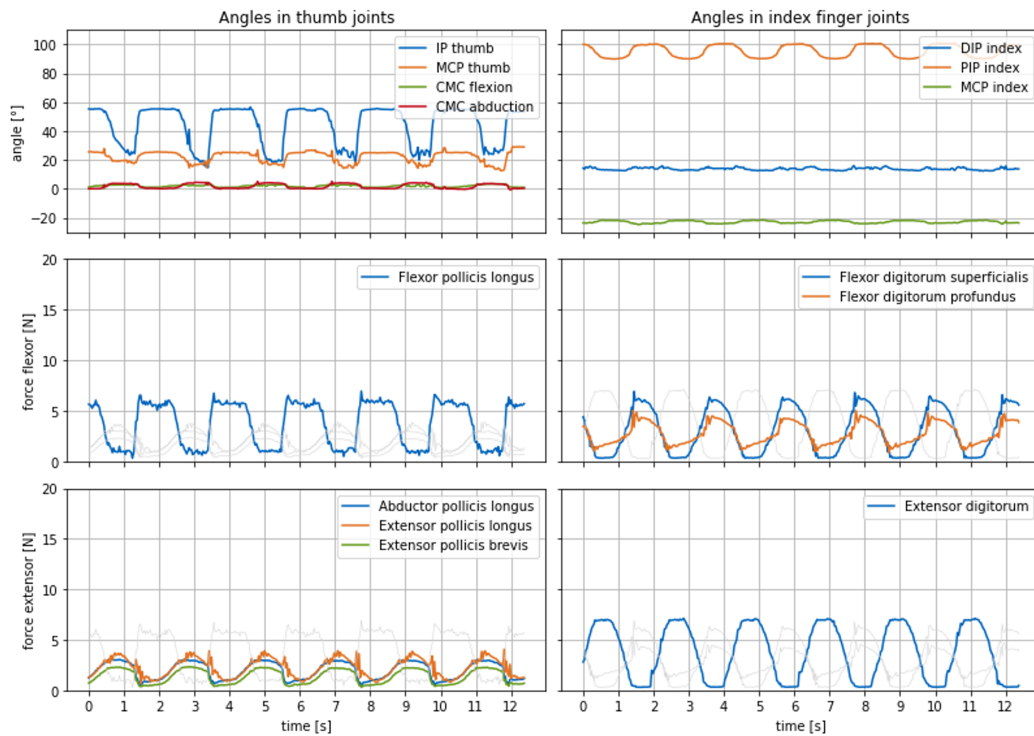 Angles in thumb joints
100
80
60
40
20
0
−20
angle [°]
IP thumb
MCP thumb
CMC flexion
CMC abduction
Angles in index finger joints
DIP index
PIP index
MCP index
20
15
10
5
0
force flexor [N]
Flexor pollicis longus
Flexor digitorum superficialis
Flexor digitorum profundus
20
15
10
5
0
force extensor [N]
Abductor pollicis longus
Extensor pollicis longus
Extensor pollicis brevis
0 1 2 3 4 5 6 7 8 9 10 11 12
time [s]
Extensor digitorum
0 1 2 3 4 5 6 7 8 9 10 11 12
time [s]